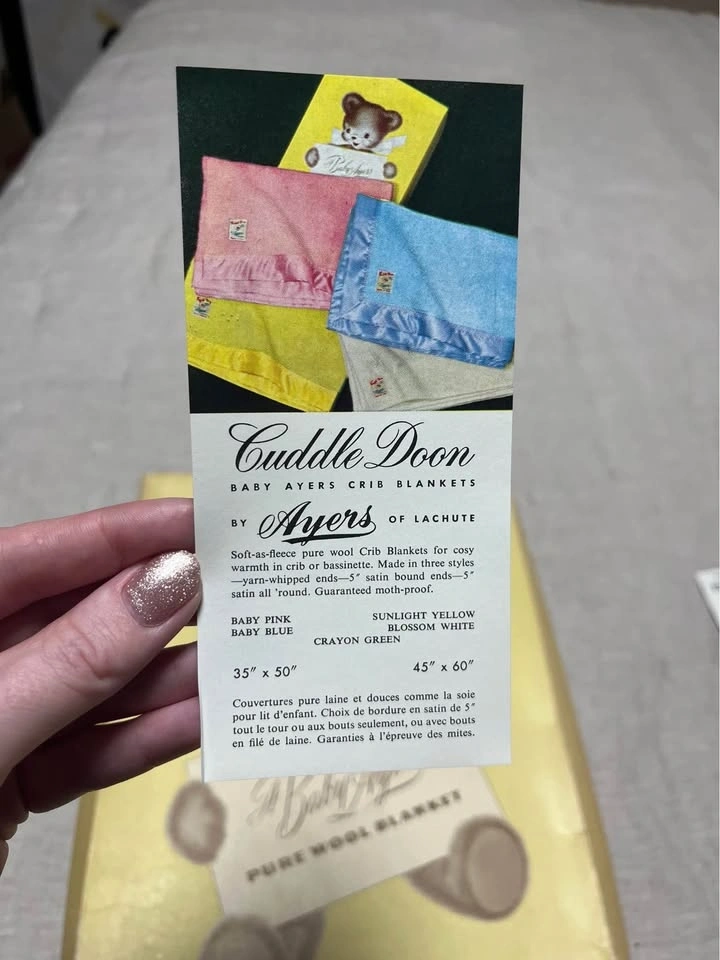 Baby Ayers
Cuddle Doon
BABY AYERS CRIB BLANKETS
BY Ayers OF LACHUTE
Soft-as-fleece pure wool Crib Blankets for cosy
warmth in crib or bassinette. Made in three styles
—yarn-whipped ends—5″ satin bound ends—5″
satin all 'round. Guaranteed moth-proof.
BABY PINK SUNLIGHT YELLOW
BABY BLUE BLOSSOM WHITE
CRAYON GREEN
35″ x 50″ 45″ x 60″
Couvertures pure laine et douces comme la soie
pour lit d'enfant. Choix de bordure en satin de 5″
tout le tour ou aux bouts seulement, ou avec bouts
en filé de laine. Garanties à l'épreuve des mites.
Baby
PURE WOOL BLANKET